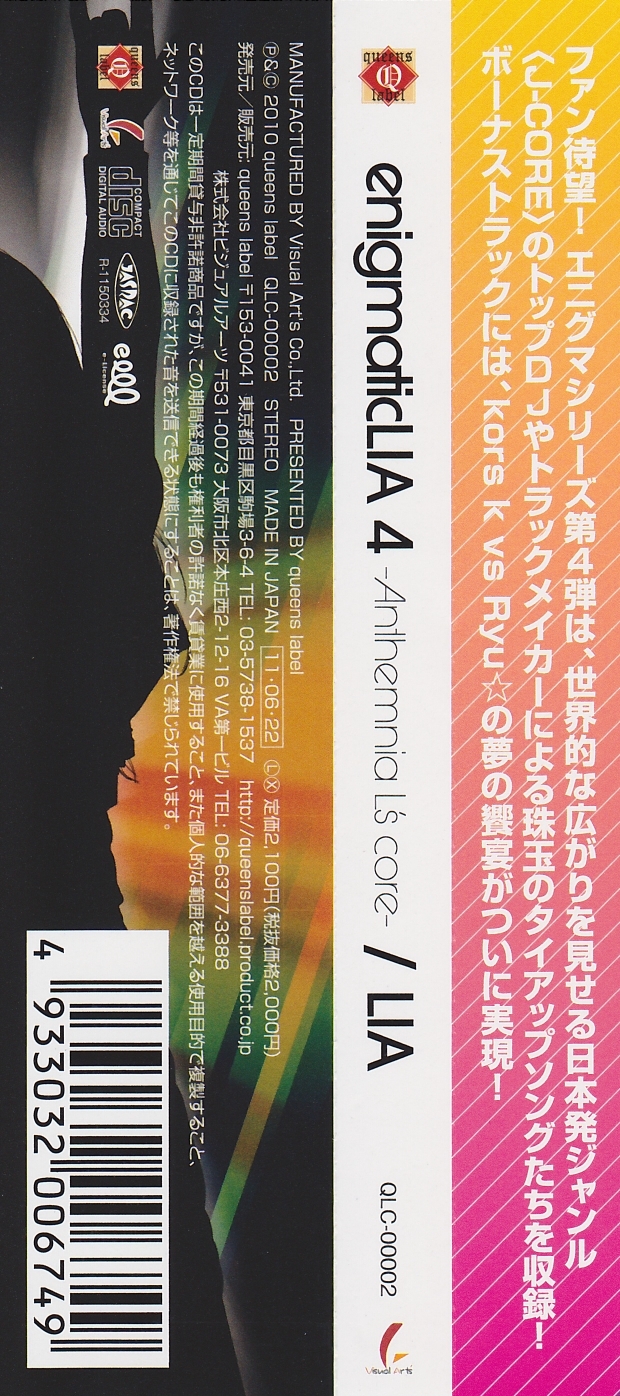 ファン待望! エニグマシリーズ第4弾は、世界的な広がりを見せる日本発ジャンル
〈J-CORE〉のトップDJやトラックメイカーによる珠玉のタイアップソングたちを収録!
ボーナストラックには、kors k vs Ryu☆の夢の饗宴がついに実現!
queens label
enigmaticLIA 4 -Anthemnia L's core- / LIA
QLC-00002
Visual Art's
MANUFACTURED BY Visual Art's Co.,Ltd. PRESENTED BY queens label
Ⓟ&Ⓒ 2010 queens label QLC-00002 STEREO MADE IN JAPAN 11・06・22 Ⓛ Ⓧ 定価2,100円(税抜価格2,000円)
発売元/販売元: queens label 〒153-0041 東京都目黒区駒場3-6-4 TEL: 03-5738-1537 http://queenslabel.product.co.jp
株式会社ビジュアルアーツ 〒531-0073 大阪市北区本庄西2-12-16 VA第一ビル TEL: 06-6377-3388
このCDは一定期間貸与非許諾商品ですが、この期間経過後も権利者の許諾なく賃貸業に使用すること、また個人的な範囲を越える使用目的で複製すること、
ネットワーク等を通じてこのCDに収録された音を送信できる状態にすることは、著作権法で禁じられています。
queens label
Visual Art's
COMPACT disc DIGITAL AUDIO
JASRAC
R-1150334
e-License
4 933032 006749